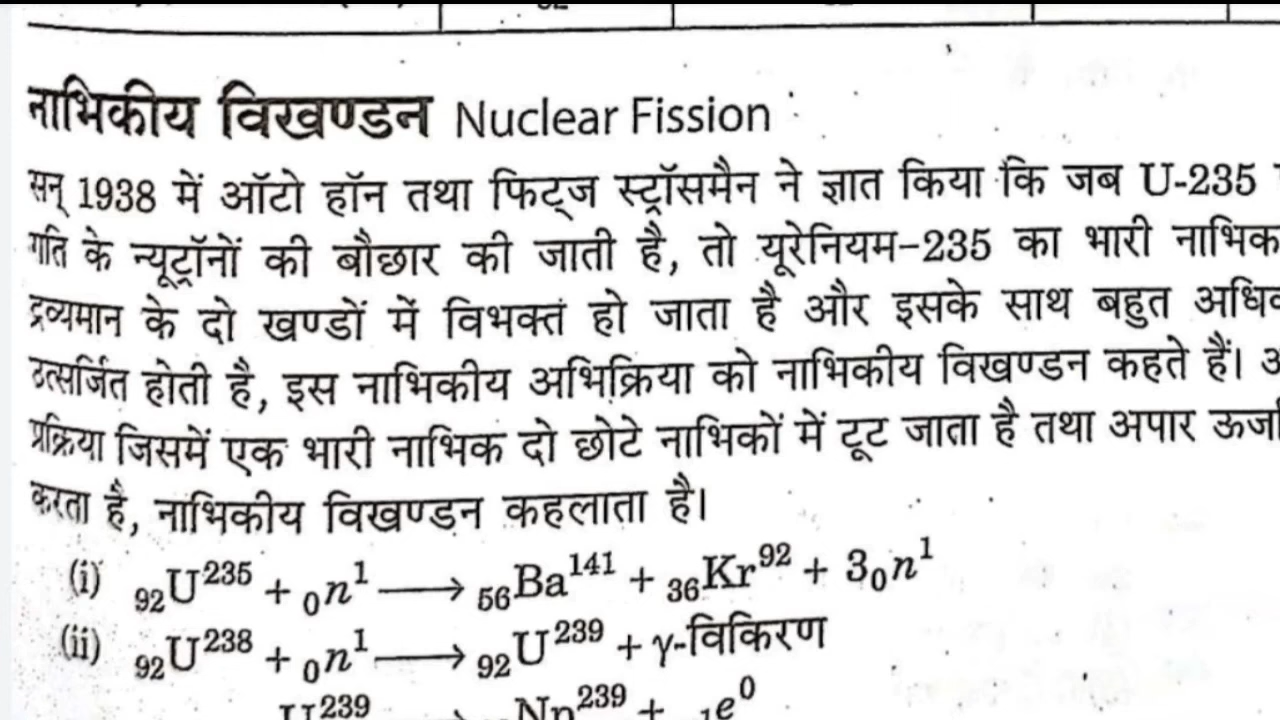 नाभिकीय विखण्डन Nuclear Fission
सन् 1938 में ऑटो हॉन तथा फिट्ज स्ट्रॉसमैन ने ज्ञात किया कि जब U-235
गति के न्यूट्रॉनों की बौछार की जाती है, तो यूरेनियम-235 का भारी नाभिक
द्रव्यमान के दो खण्डों में विभक्त हो जाता है और इसके साथ बहुत
उत्सर्जित होती है, इस नाभिकीय अभिक्रिया को नाभिकीय विखण्डन कहते हैं।
प्रक्रिया जिसमें एक भारी नाभिक दो छोटे नाभिकों में टूट जाता है तथा अपार
करता है, नाभिकीय विखण्डन कहलाता है।
(i) ₉₂U²³⁵ + ₀n¹ ⟶ ₅₆Ba¹⁴¹ + ₃₆Kr⁹² + 3₀n¹
(ii) ₉₂U²³⁸ + ₀n¹ ⟶ ₉₂U²³⁹ + γ-विकिरण
U²³⁹ ⟶ Np²³⁹ + ₁e⁰